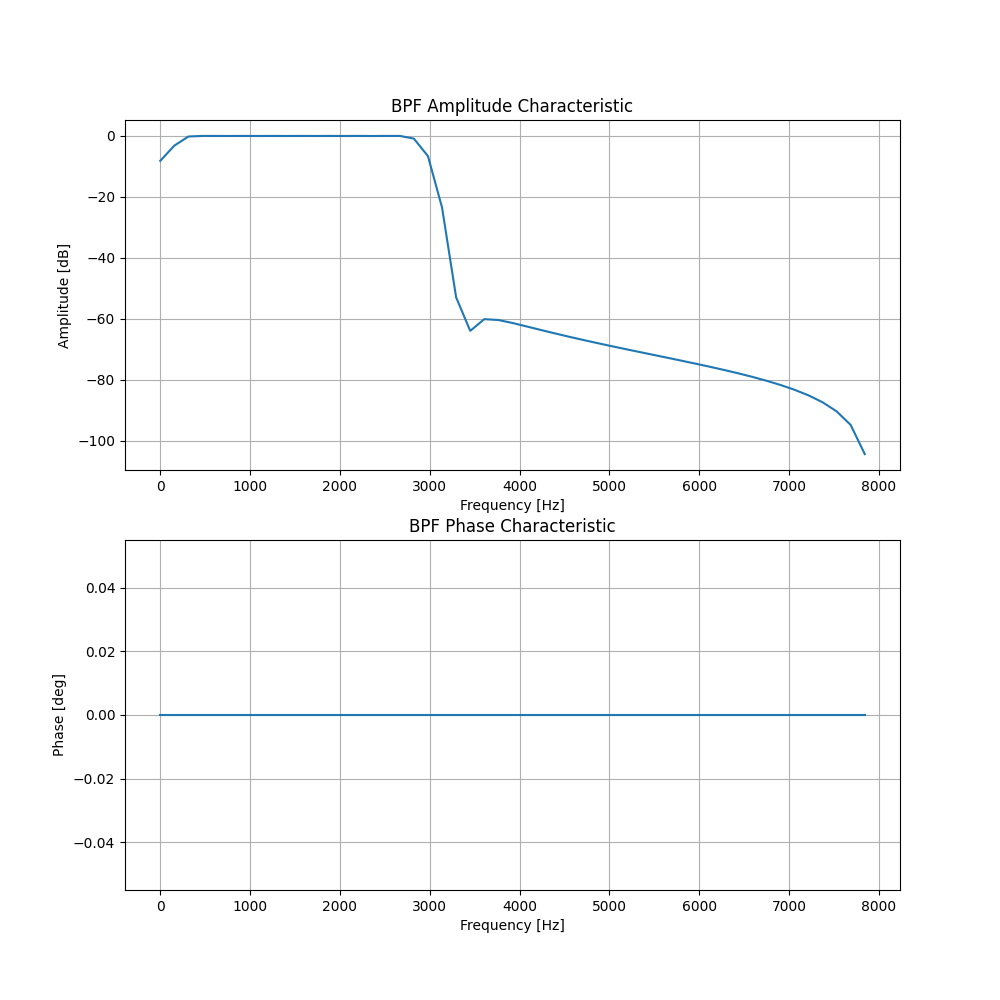 BPF Amplitude Characteristic
0
−20
−40
−60
−80
−100
Amplitude [dB]
0 1000 2000 3000 4000 5000 6000 7000 8000
Frequency [Hz]
BPF Phase Characteristic
0.04
0.02
0.00
−0.02
−0.04
Phase [deg]
0 1000 2000 3000 4000 5000 6000 7000 8000
Frequency [Hz]